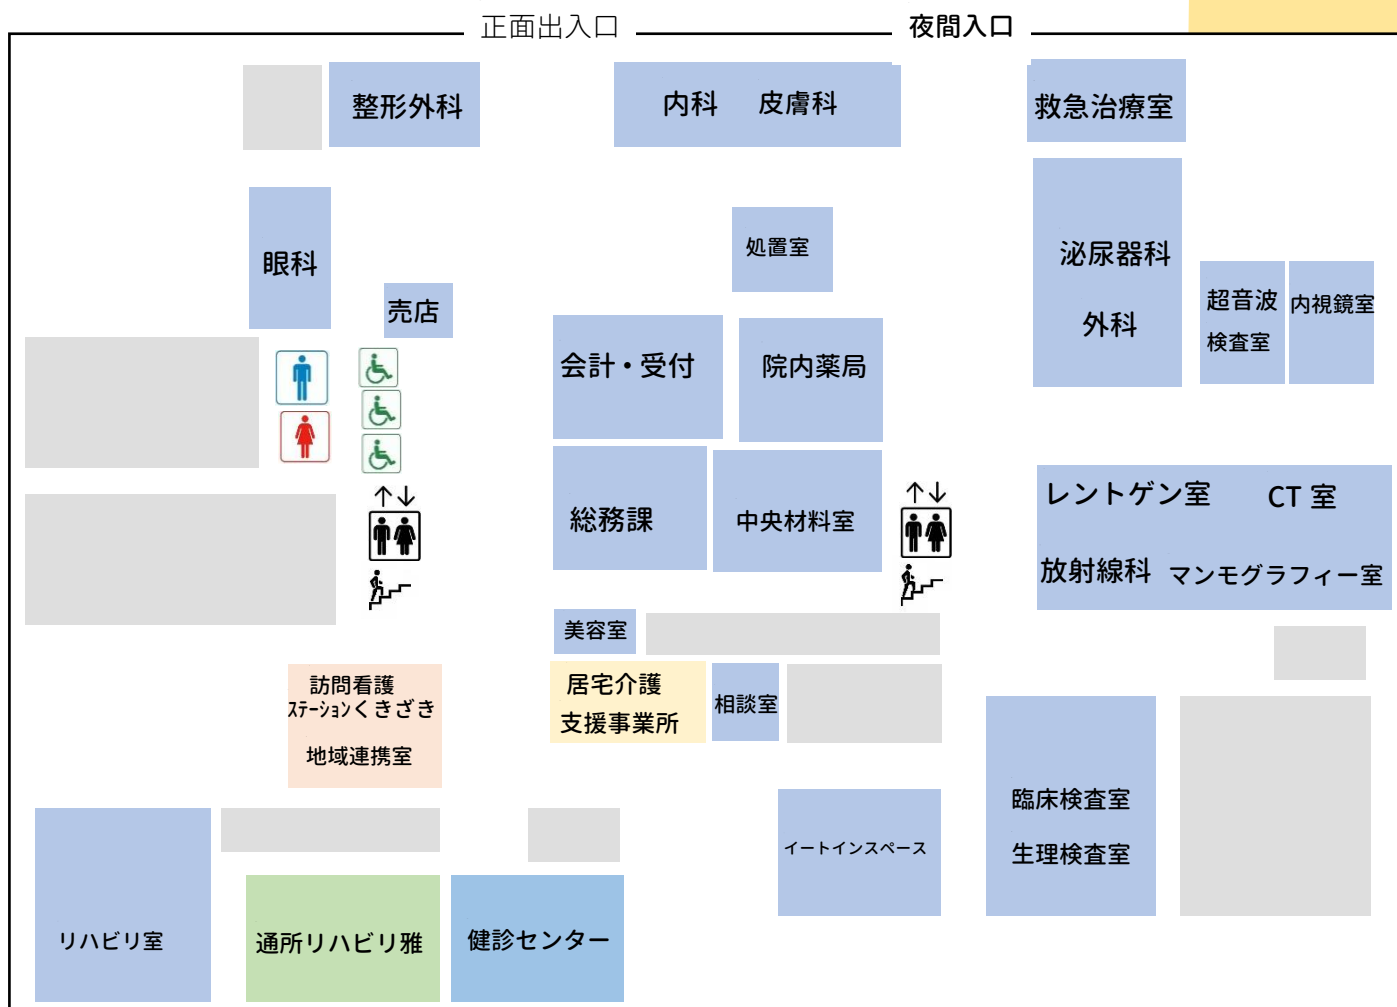 正面出入口
夜間入口
整形外科
内科 皮膚科
救急治療室
眼科
売店
処置室
泌尿器科
外科
超音波
検査室
内視鏡室
会計・受付
院内薬局
総務課
中央材料室
レントゲン室 CT 室
放射線科 マンモグラフィー室
美容室
訪問看護
ステーションくきざき
地域連携室
居宅介護
支援事業所
相談室
臨床検査室
生理検査室
イートインスペース
リハビリ室
通所リハビリ雅
健診センター